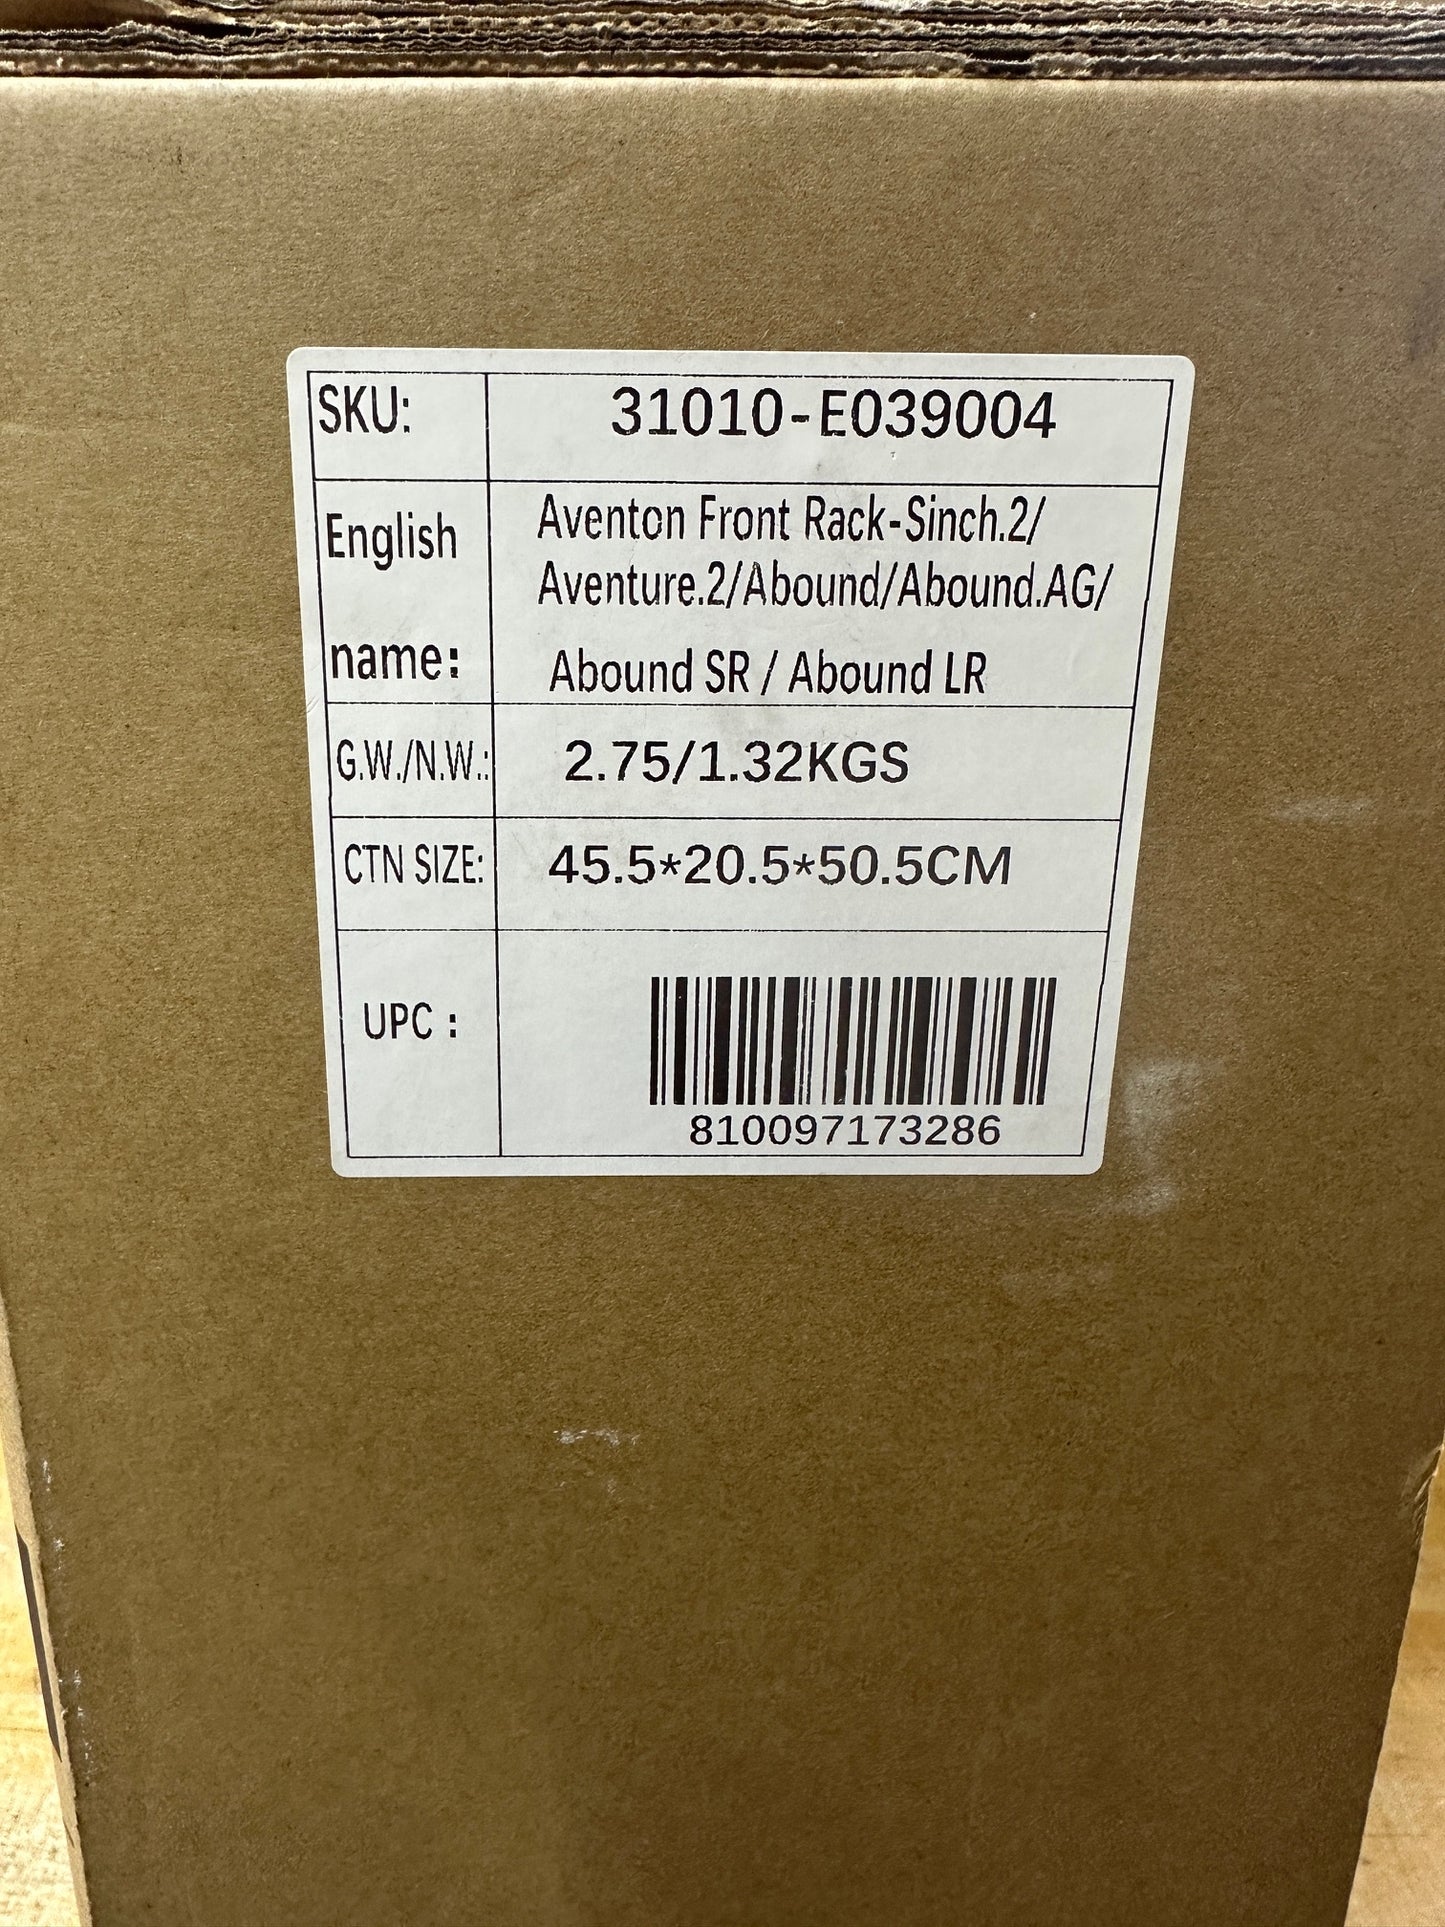 SKU: 31010-E039004
English name: Aventon Front Rack-Sinch.2/
Aventure.2/Abound/Abound.AG/
Abound SR / Abound LR
G.W./N.W.: 2.75/1.32KGS
CTN SIZE: 45.5*20.5*50.5CM
UPC :
810097173286